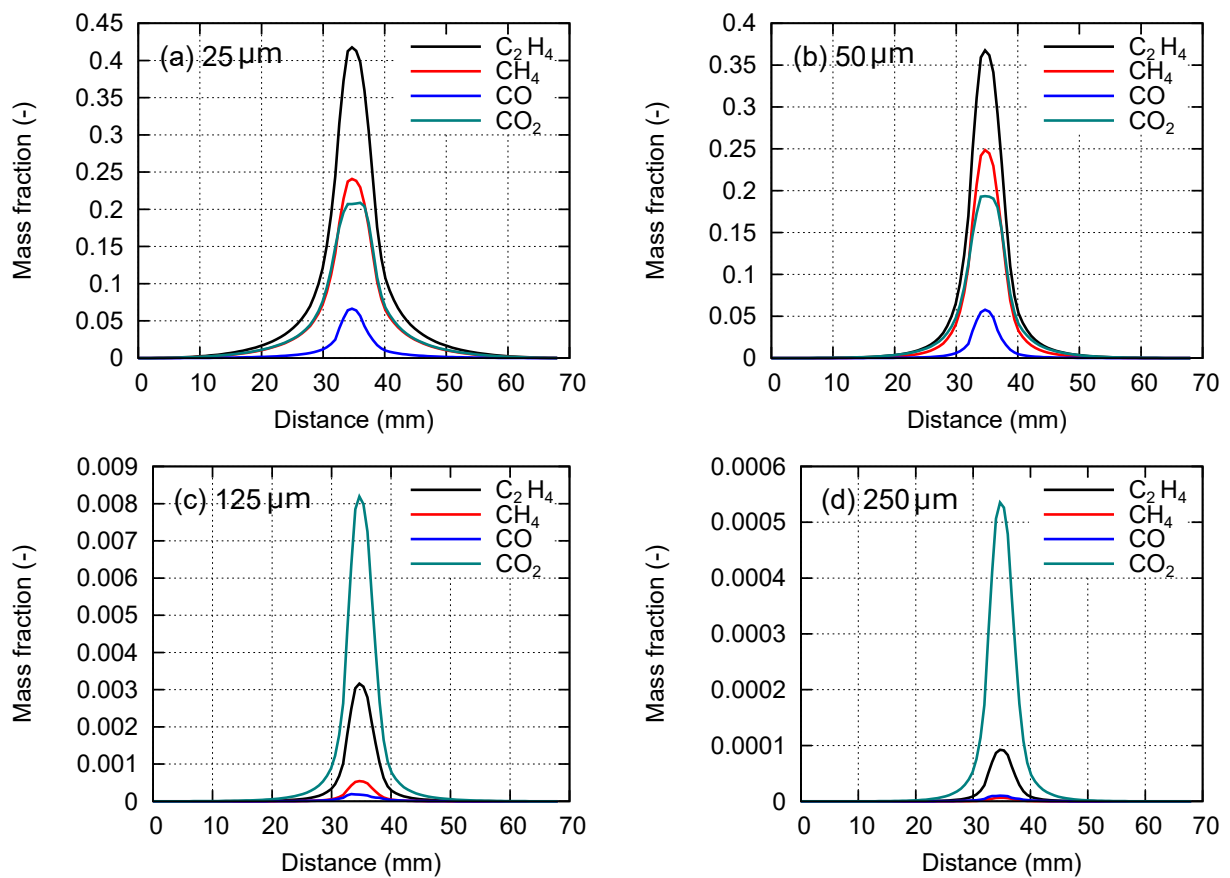 (a) 25 µm
C₂H₄
CH₄
CO
CO₂
Mass fraction (-)
0.45
0.4
0.35
0.3
0.25
0.2
0.15
0.1
0.05
0
0 10 20 30 40 50 60 70
Distance (mm)
(b) 50 µm
C₂H₄
CH₄
CO
CO₂
Mass fraction (-)
0.4
0.35
0.3
0.25
0.2
0.15
0.1
0.05
0
0 10 20 30 40 50 60 70
Distance (mm)
(c) 125 µm
C₂H₄
CH₄
CO
CO₂
Mass fraction (-)
0.009
0.008
0.007
0.006
0.005
0.004
0.003
0.002
0.001
0
0 10 20 30 40 50 60 70
Distance (mm)
(d) 250 µm
C₂H₄
CH₄
CO
CO₂
Mass fraction (-)
0.0006
0.0005
0.0004
0.0003
0.0002
0.0001
0
0 10 20 30 40 50 60 70
Distance (mm)